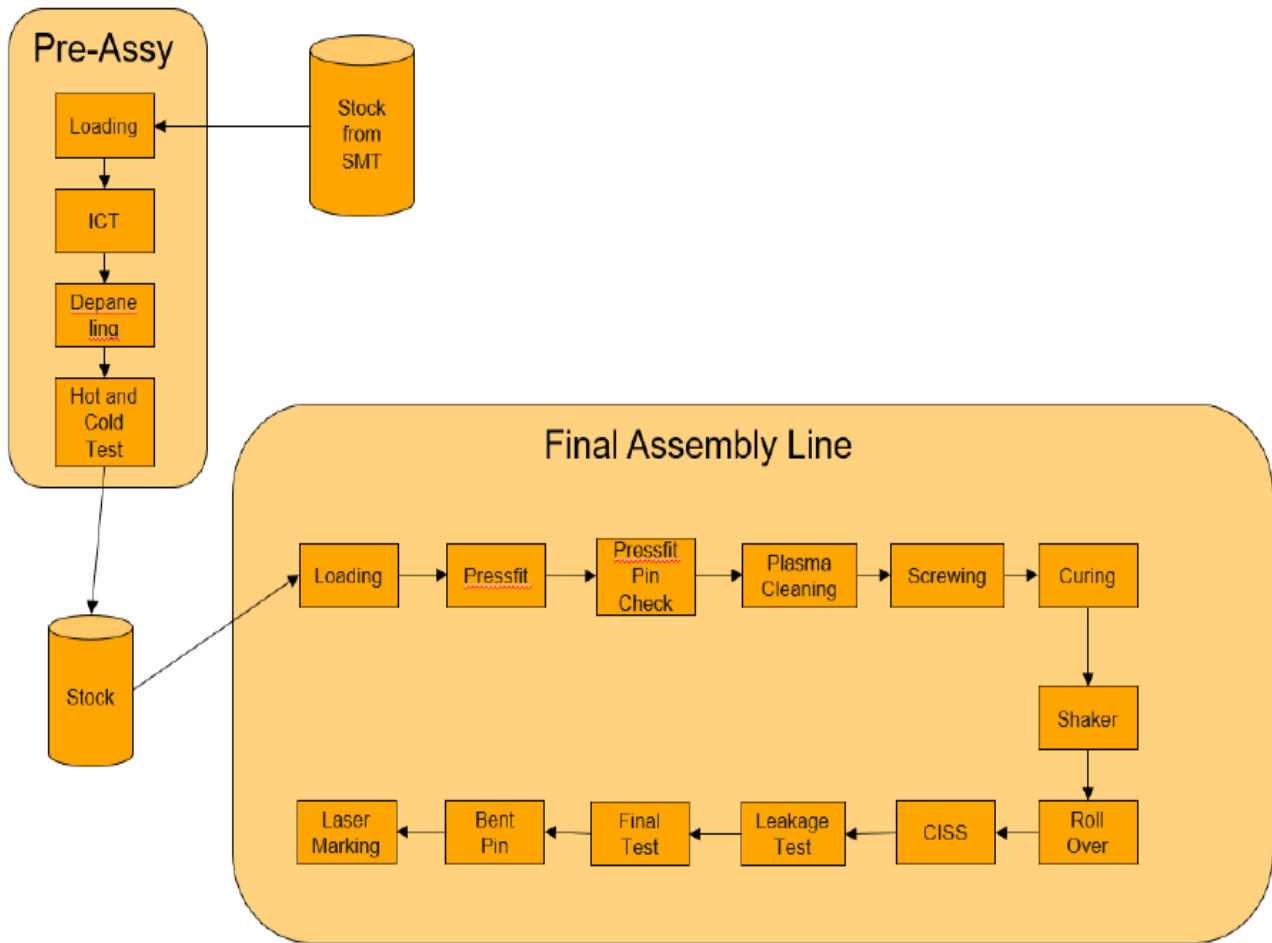 Pre-Assy
Loading
ICT
Depane
ling
Hot and
Cold
Test
Stock
from
SMT
Stock
Final Assembly Line
Loading
Pressfit
Pressfit
Pin
Check
Plasma
Cleaning
Screwing
Curing
Shaker
Roll
Over
CISS
Leakage
Test
Final
Test
Bent
Pin
Laser
Marking